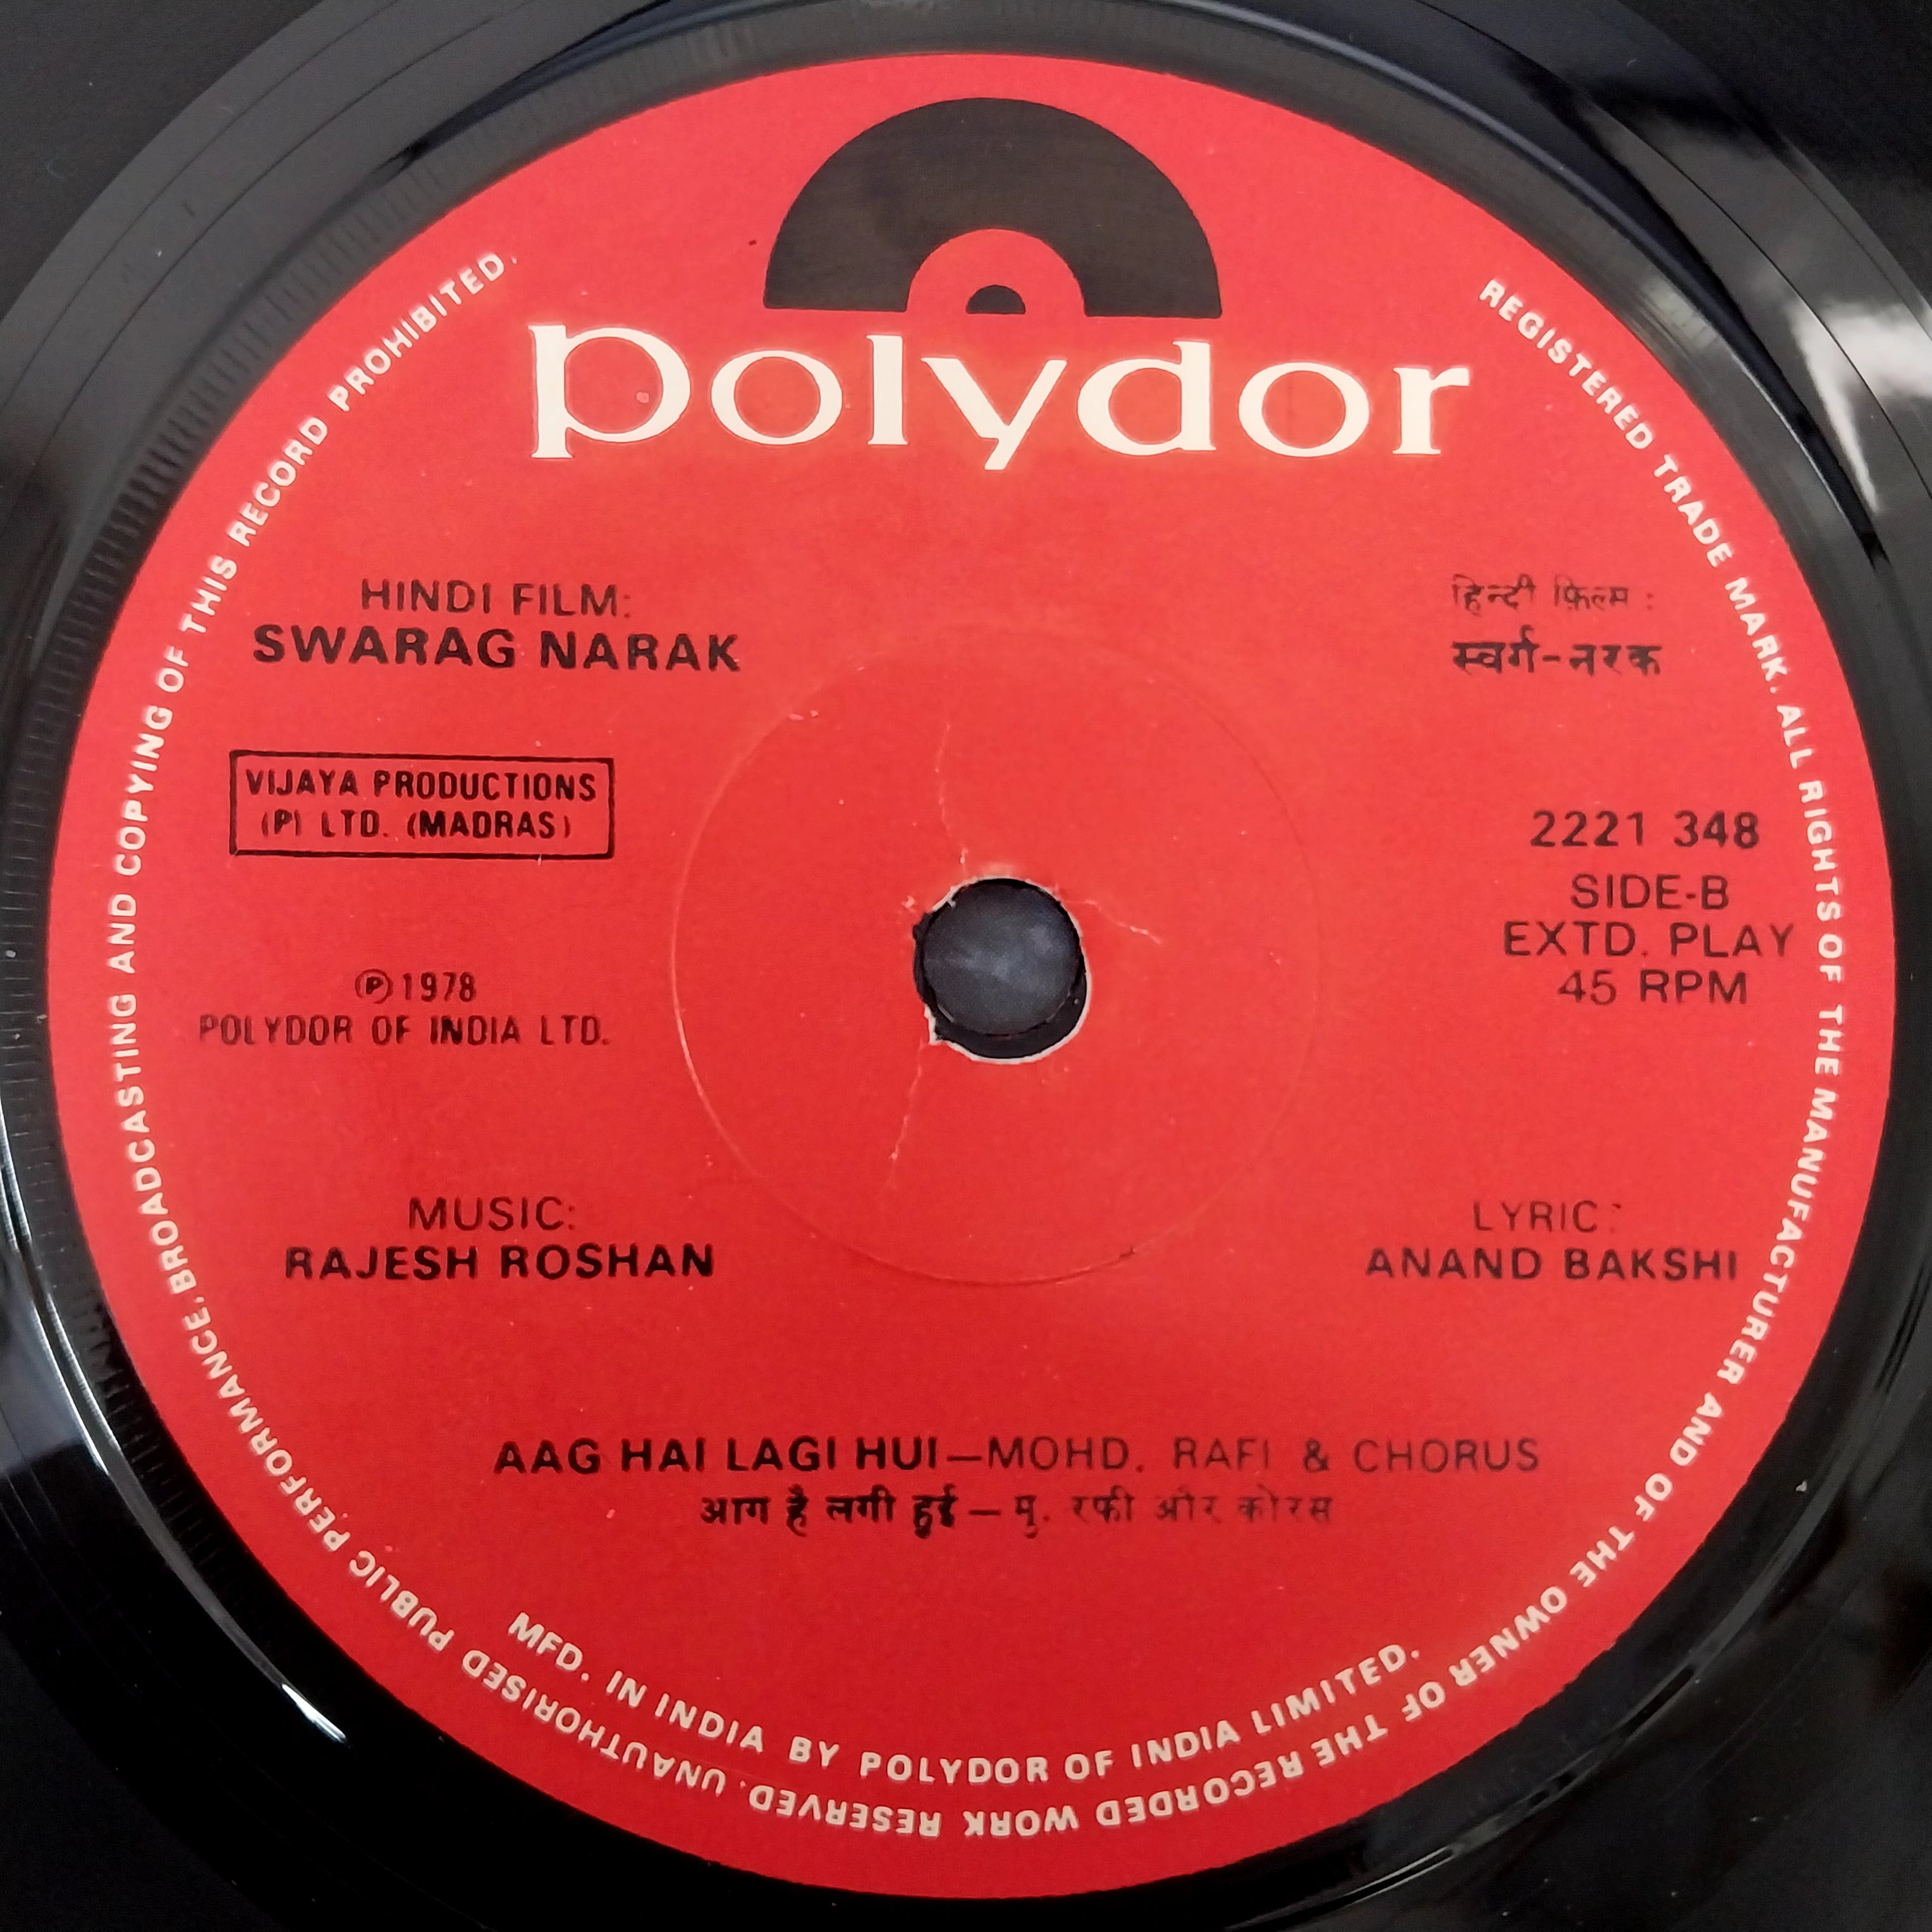 polydor
HINDI FILM:
SWARAG NARAK
हिन्दी फ़िल्म :
स्वर्ग-नरक
VIJAYA PRODUCTIONS
(P) LTD. (MADRAS)
2221 348
SIDE-B
EXTD. PLAY
45 RPM
℗ 1978
POLYDOR OF INDIA LTD.
MUSIC:
RAJESH ROSHAN
LYRIC:
ANAND BAKSHI
AAG HAI LAGI HUI—MOHD. RAFI & CHORUS
आग है लगी हुई — मु. रफी और कोरस
MFD. IN INDIA BY POLYDOR OF INDIA LIMITED.
REGISTERED TRADE MARK. ALL RIGHTS OF THE MANUFACTURER AND OF THE OWNER OF THE RECORDED WORK RESERVED. UNAUTHORISED PUBLIC PERFORMANCE, BROADCASTING AND COPYING OF THIS RECORD PROHIBITED.